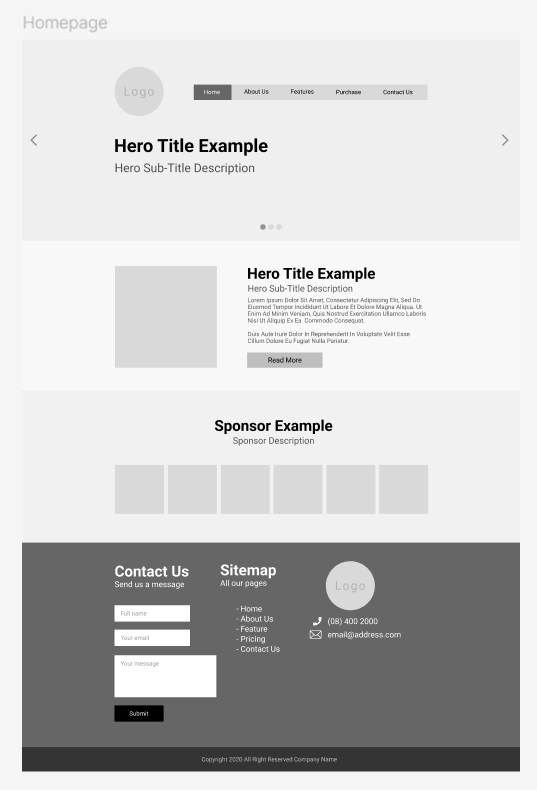 Homepage
Logo
Home About Us Features Purchase Contact Us
Hero Title Example
Hero Sub-Title Description
Hero Title Example
Hero Sub-Title Description
Lorem Ipsum Dolor Sit Amet, Consectetur Adipiscing Elit, Sed Do
Eiusmod Tempor Incididunt Ut Labore Et Dolore Magna Aliqua. Ut
Enim Ad Minim Veniam, Quis Nostrud Exercitation Ullamco Laboris
Nisi Ut Aliquip Ex Ea Commodo Consequat.
Duis Aute Irure Dolor In Reprehenderit In Voluptate Velit Esse
Cillum Dolore Eu Fugiat Nulla Pariatur.
Read More
Sponsor Example
Sponsor Description
Contact Us
Send us a message
Full name
Your email
Your message
Submit
Sitemap
All our pages
- Home
- About Us
- Feature
- Pricing
- Contact Us
Logo
(08) 400 2000
email@address.com
Copyright 2020 All Right Reserved Company Name